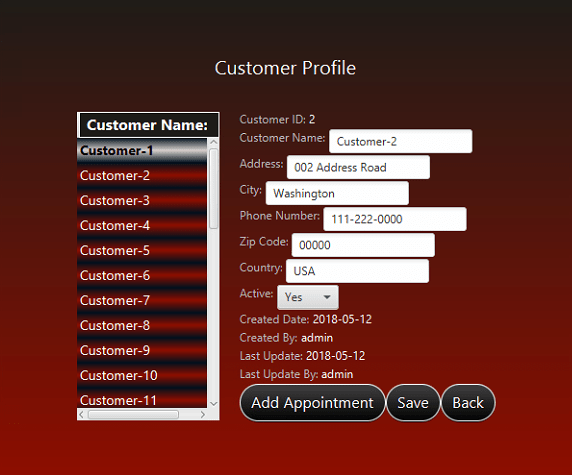 Customer Profile
Customer Name:
Customer-1
Customer-2
Customer-3
Customer-4
Customer-5
Customer-6
Customer-7
Customer-8
Customer-9
Customer-10
Customer-11
Customer ID: 2
Customer Name: Customer-2
Address: 002 Address Road
City: Washington
Phone Number: 111-222-0000
Zip Code: 00000
Country: USA
Active: Yes
Created Date: 2018-05-12
Created By: admin
Last Update: 2018-05-12
Last Update By: admin
Add Appointment Save Back